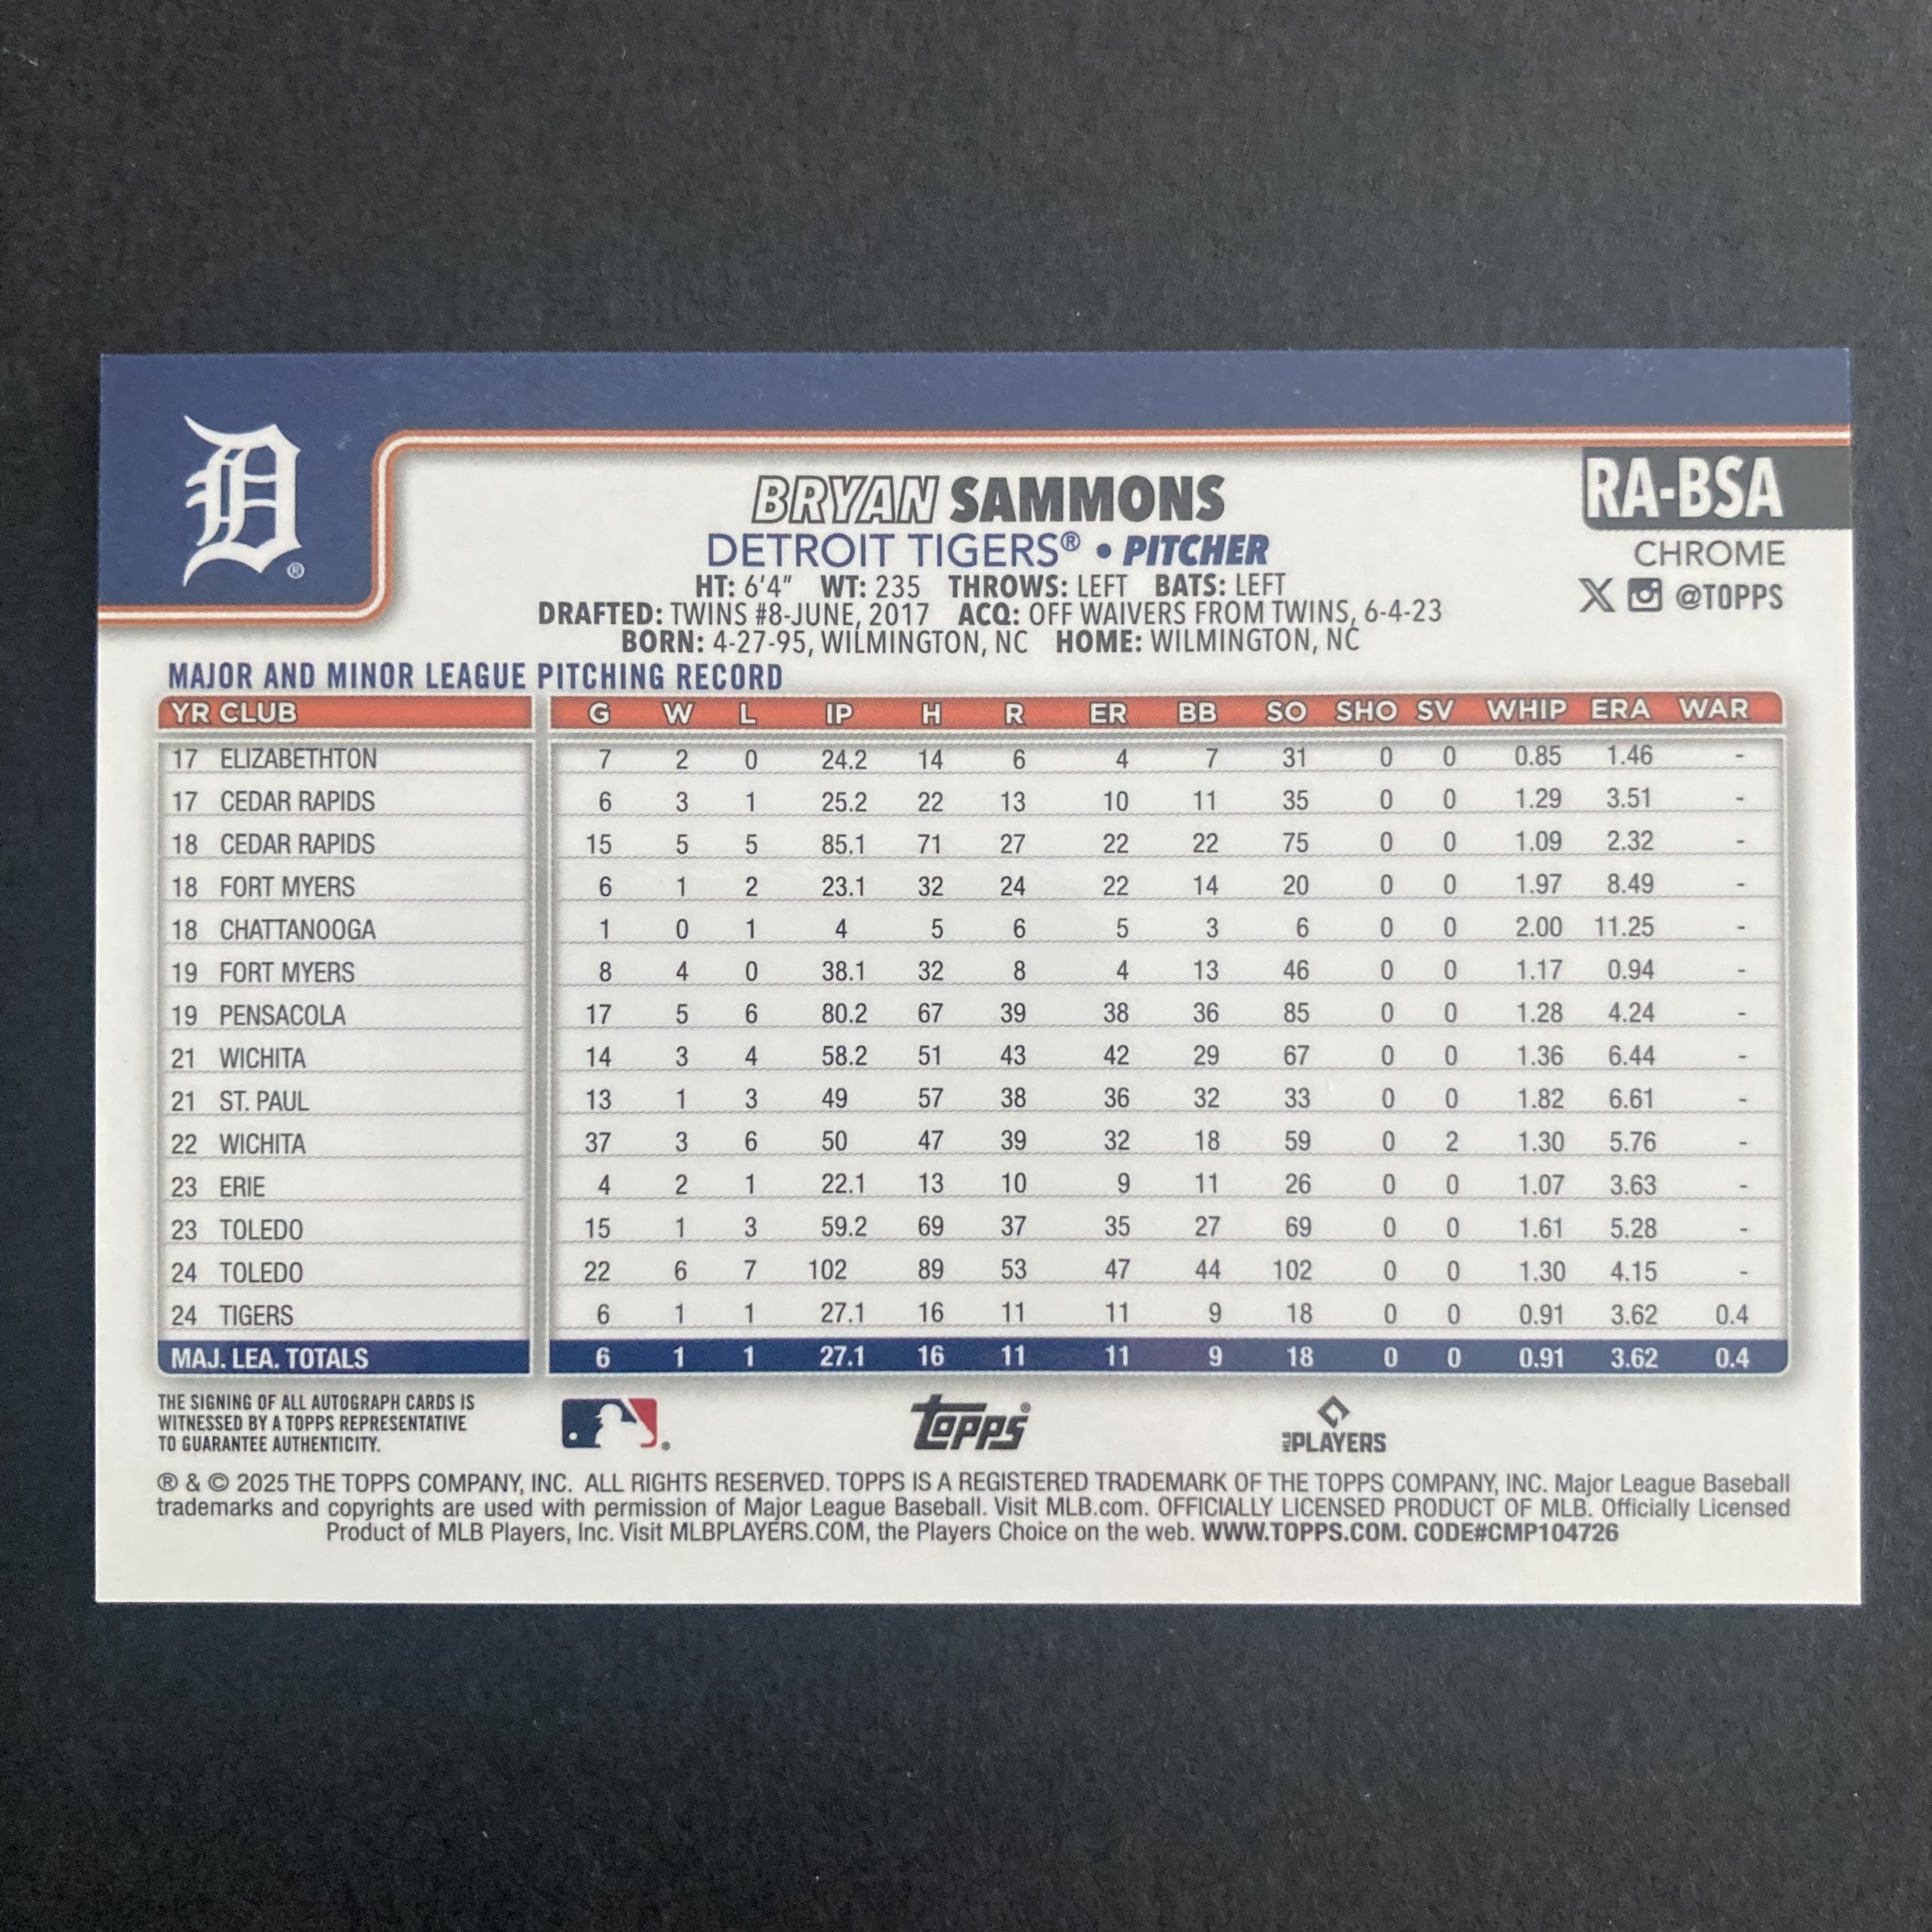 D®
BRYAN SAMMONS
RA-BSA
DETROIT TIGERS® • PITCHER
CHROME
HT: 6'4" WT: 235 THROWS: LEFT BATS: LEFT
X @TOPPS
DRAFTED: TWINS #8-JUNE, 2017 ACQ: OFF WAIVERS FROM TWINS, 6-4-23
BORN: 4-27-95, WILMINGTON, NC HOME: WILMINGTON, NC
MAJOR AND MINOR LEAGUE PITCHING RECORD
YR CLUB G W L IP H R ER BB SO SHO SV WHIP ERA WAR
17 ELIZABETHTON 7 2 0 24.2 14 6 4 7 31 0 0 0.85 1.46 -
17 CEDAR RAPIDS 6 3 1 25.2 22 13 10 11 35 0 0 1.29 3.51 -
18 CEDAR RAPIDS 15 5 5 85.1 71 27 22 22 75 0 0 1.09 2.32 -
18 FORT MYERS 6 1 2 23.1 32 24 22 14 20 0 0 1.97 8.49 -
18 CHATTANOOGA 1 0 1 4 5 6 5 3 6 0 0 2.00 11.25 -
19 FORT MYERS 8 4 0 38.1 32 8 4 13 46 0 0 1.17 0.94 -
19 PENSACOLA 17 5 6 80.2 67 39 38 36 85 0 0 1.28 4.24 -
21 WICHITA 14 3 4 58.2 51 43 42 29 67 0 0 1.36 6.44 -
21 ST. PAUL 13 1 3 49 57 38 36 32 33 0 0 1.82 6.61 -
22 WICHITA 37 3 6 50 47 39 32 18 59 0 2 1.30 5.76 -
23 ERIE 4 2 1 22.1 13 10 9 11 26 0 0 1.07 3.63 -
23 TOLEDO 15 1 3 59.2 69 37 35 27 69 0 0 1.61 5.28 -
24 TOLEDO 22 6 7 102 89 53 47 44 102 0 0 1.30 4.15 -
24 TIGERS 6 1 1 27.1 16 11 11 9 18 0 0 0.91 3.62 0.4
MAJ. LEA. TOTALS 6 1 1 27.1 16 11 11 9 18 0 0 0.91 3.62 0.4
THE SIGNING OF ALL AUTOGRAPH CARDS IS
WITNESSED BY A TOPPS REPRESENTATIVE
TO GUARANTEE AUTHENTICITY.
®
topps®
MLB PLAYERS
® & © 2025 THE TOPPS COMPANY, INC. ALL RIGHTS RESERVED. TOPPS IS A REGISTERED TRADEMARK OF THE TOPPS COMPANY, INC. Major League Baseball
trademarks and copyrights are used with permission of Major League Baseball. Visit MLB.com. OFFICIALLY LICENSED PRODUCT OF MLB. Officially Licensed
Product of MLB Players, Inc. Visit MLBPLAYERS.COM, the Players Choice on the web. WWW.TOPPS.COM. CODE#CMP104726